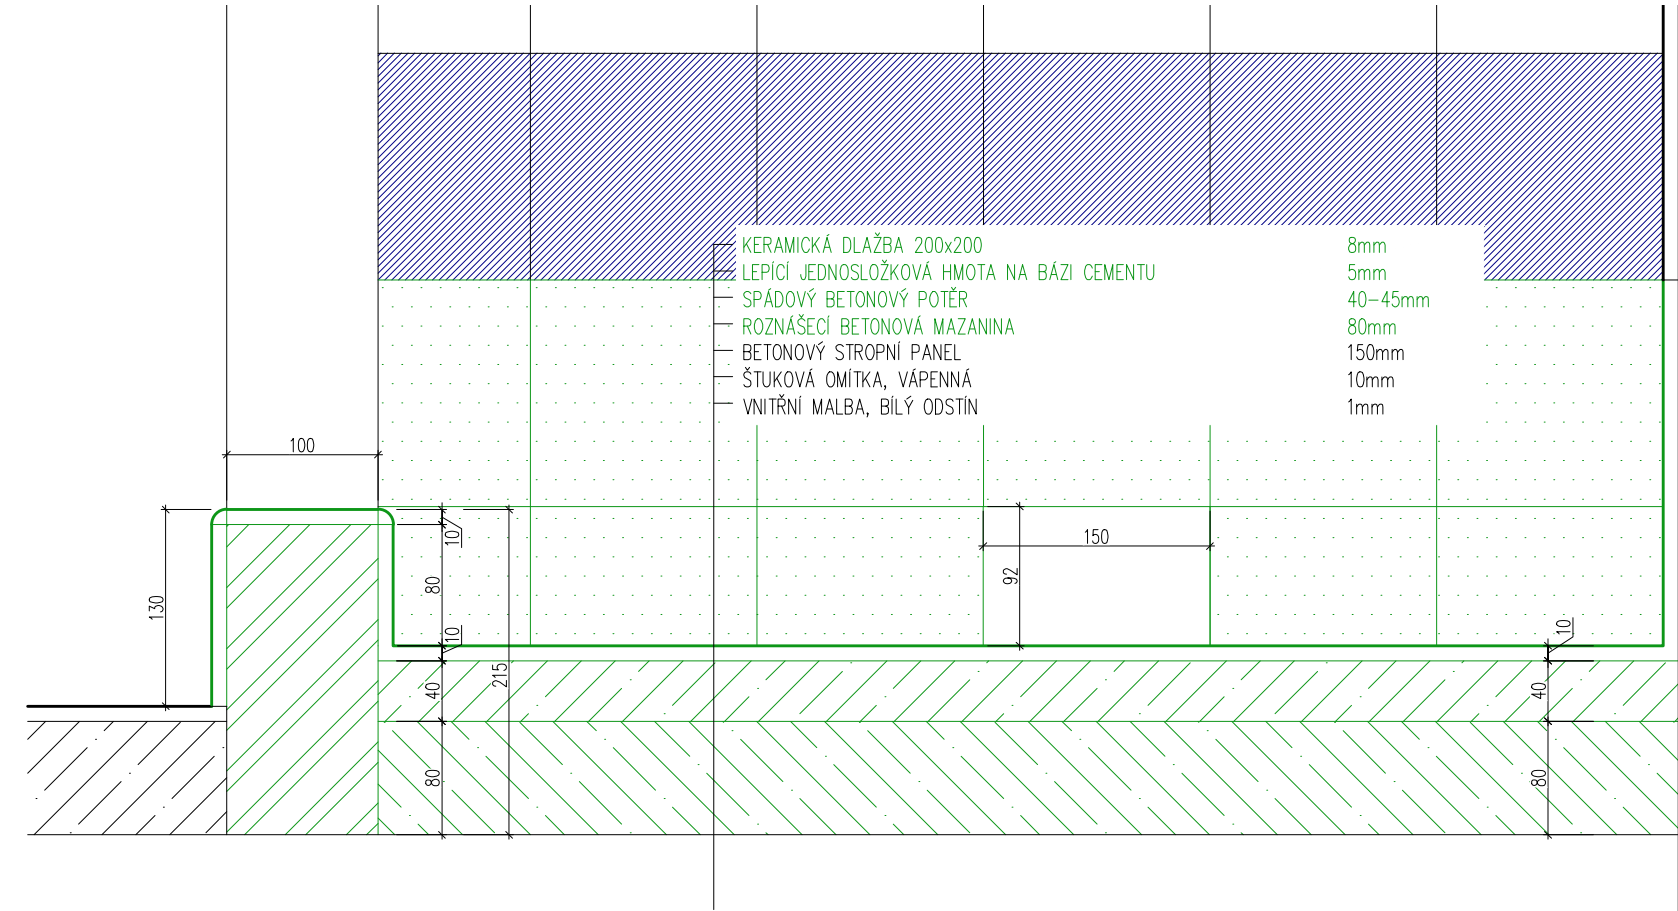 KERAMICKÁ DLAŽBA 200x200 8mm
LEPÍCÍ JEDNOSLOŽKOVÁ HMOTA NA BÁZI CEMENTU 5mm
SPÁDOVÝ BETONOVÝ POTĚR 40-45mm
ROZNÁŠECÍ BETONOVÁ MAZANINA 80mm
BETONOVÝ STROPNÍ PANEL 150mm
ŠTUKOVÁ OMÍTKA, VÁPENNÁ 10mm
VNITŘNÍ MALBA, BÍLÝ ODSTÍN 1mm
100
130
10
80
10
40
80
215
92
150
10
40
80